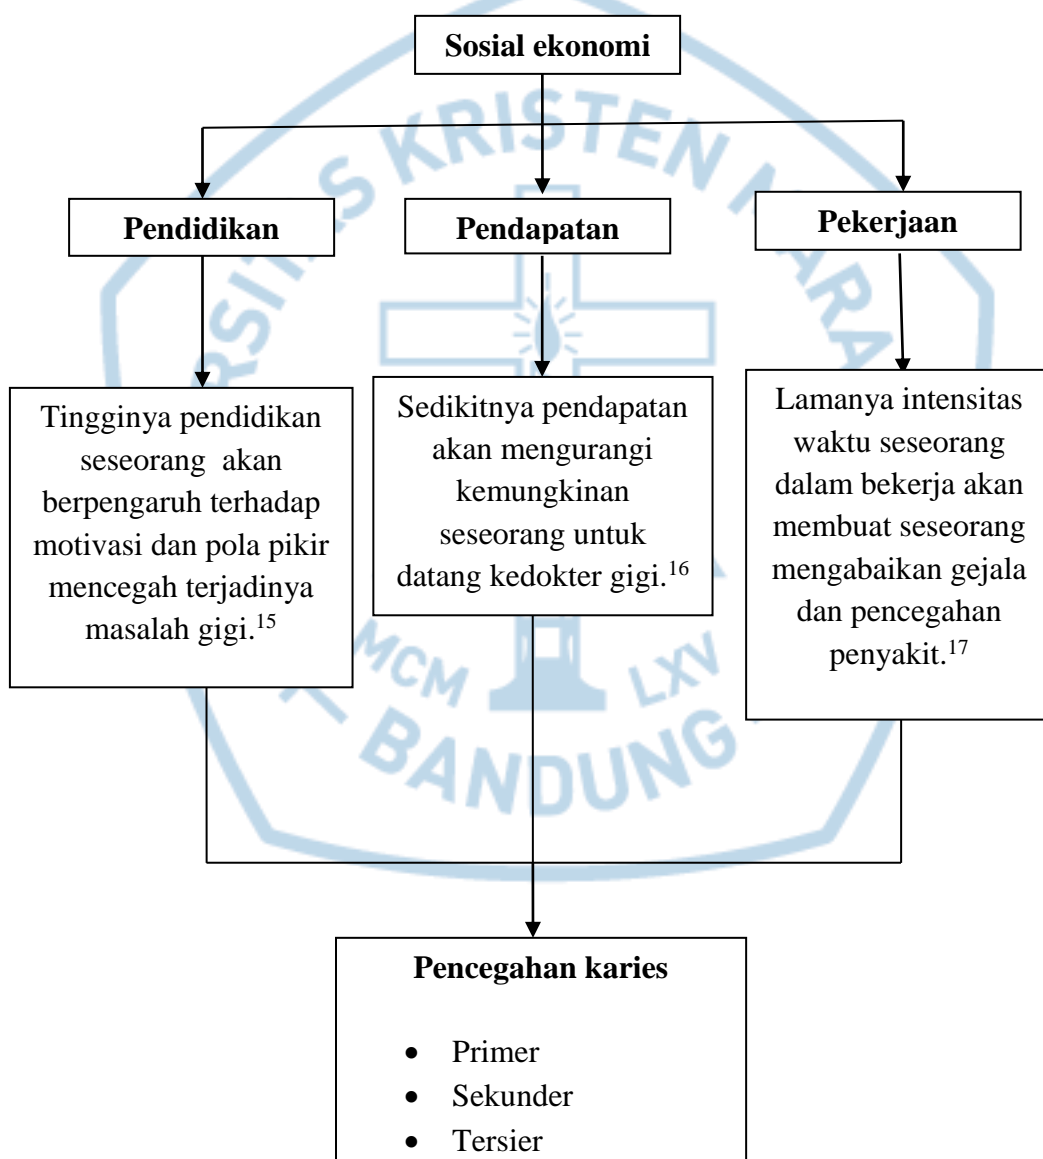 Sosial ekonomi
Pendidikan
Pendapatan
Pekerjaan
Tingginya pendidikan
seseorang akan
berpengaruh terhadap
motivasi dan pola pikir
mencegah terjadinya
masalah gigi.15
Sedikitnya pendapatan
akan mengurangi
kemungkinan
seseorang untuk
datang kedokter gigi.16
Lamanya intensitas
waktu seseorang
dalam bekerja akan
membuat seseorang
mengabaikan gejala
dan pencegahan
penyakit.17
Pencegahan karies
• Primer
• Sekunder
• Tersier
KRISTEN
MCM LXV
BANDUNG